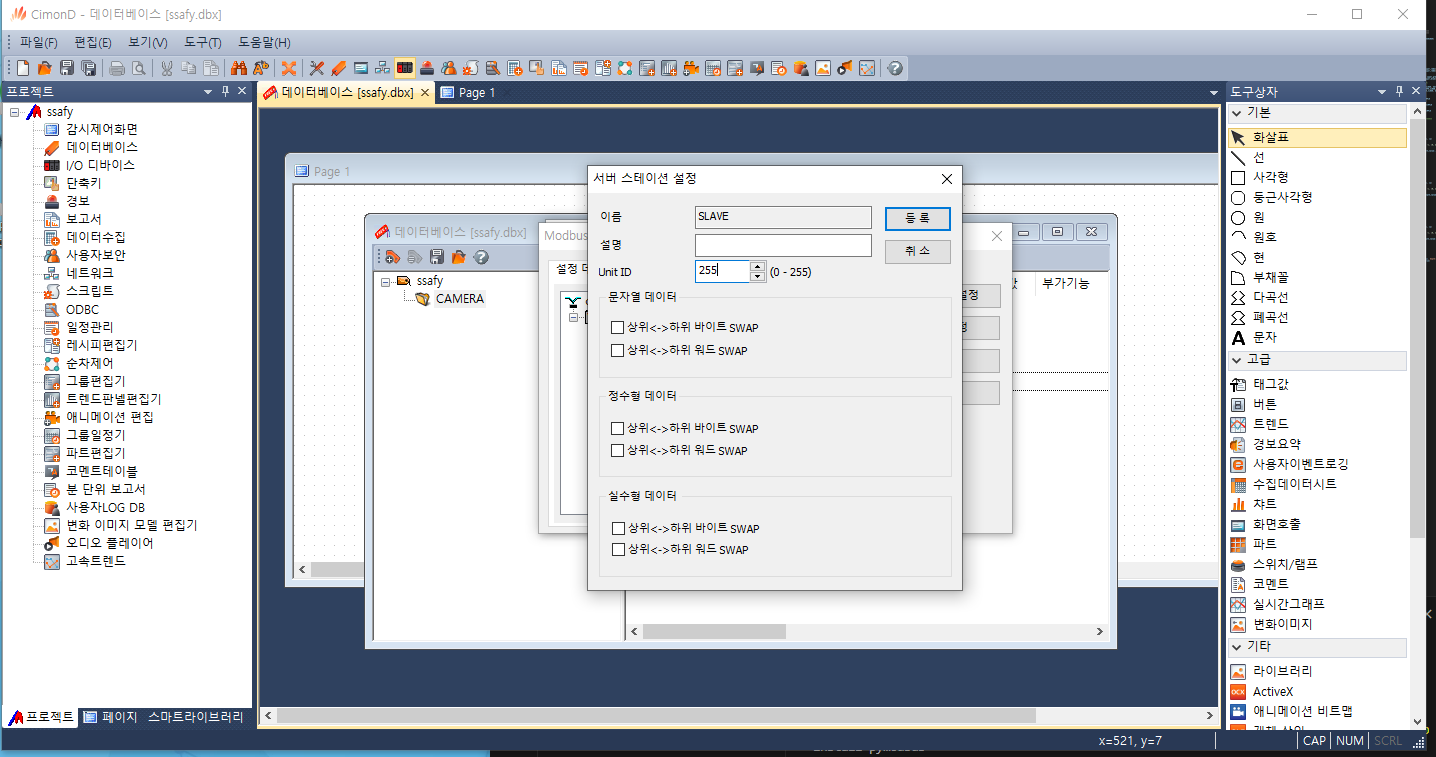 CimonD - 데이터베이스 [ssafy.dbx]
파일(F) 편집(E) 보기(V) 도구(T) 도움말(H)
프로젝트
ssafy
감시제어화면
데이터베이스
I/O 디바이스
단축키
경보
보고서
데이터수집
사용자보안
네트워크
스크립트
ODBC
일정관리
레시피편집기
순차제어
그룹편집기
트렌드판넬편집기
애니메이션 편집
그룹일정기
파트편집기
코멘트테이블
분 단위 보고서
사용자LOG DB
변화 이미지 모델 편집기
오디오 플레이어
고속트렌드
프로젝트 페이지 스마트라이브러리
데이터베이스 [ssafy.dbx] Page 1
Page 1
데이터베이스 [ssafy.dbx]
ssafy
CAMERA
Modbus
설정
부가기능
서버 스테이션 설정
이름 SLAVE 등 록
설명 취 소
Unit ID 255 (0 - 255)
문자열 데이터
상위<->하위 바이트 SWAP
상위<->하위 워드 SWAP
정수형 데이터
상위<->하위 바이트 SWAP
상위<->하위 워드 SWAP
실수형 데이터
상위<->하위 바이트 SWAP
상위<->하위 워드 SWAP
도구상자
기본
화살표
선
사각형
둥근사각형
원
원호
현
부채꼴
다곡선
폐곡선
문자
고급
태그값
버튼
트렌드
경보요약
사용자이벤트로깅
수집데이터시트
챠트
화면호출
파트
스위치/램프
코멘트
실시간그래프
변화이미지
기타
라이브러리
ActiveX
애니메이션 비트맵
x=521, y=7 CAP NUM SCRL